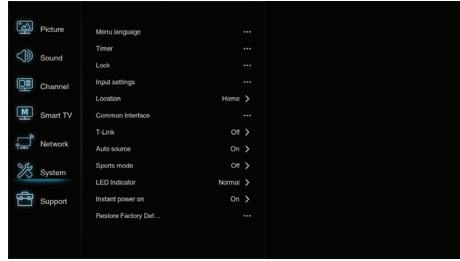 Picture
Sound
Channel
M
Smart TV
Network
System
Support
Menu language ...
Timer ...
Lock ...
Input settings ...
Location Home >
Common Interface ...
T-Link Off >
Auto source On >
Sports mode Off >
LED Indicator Normal >
Instant power on On >
Restore Factory Def... ...